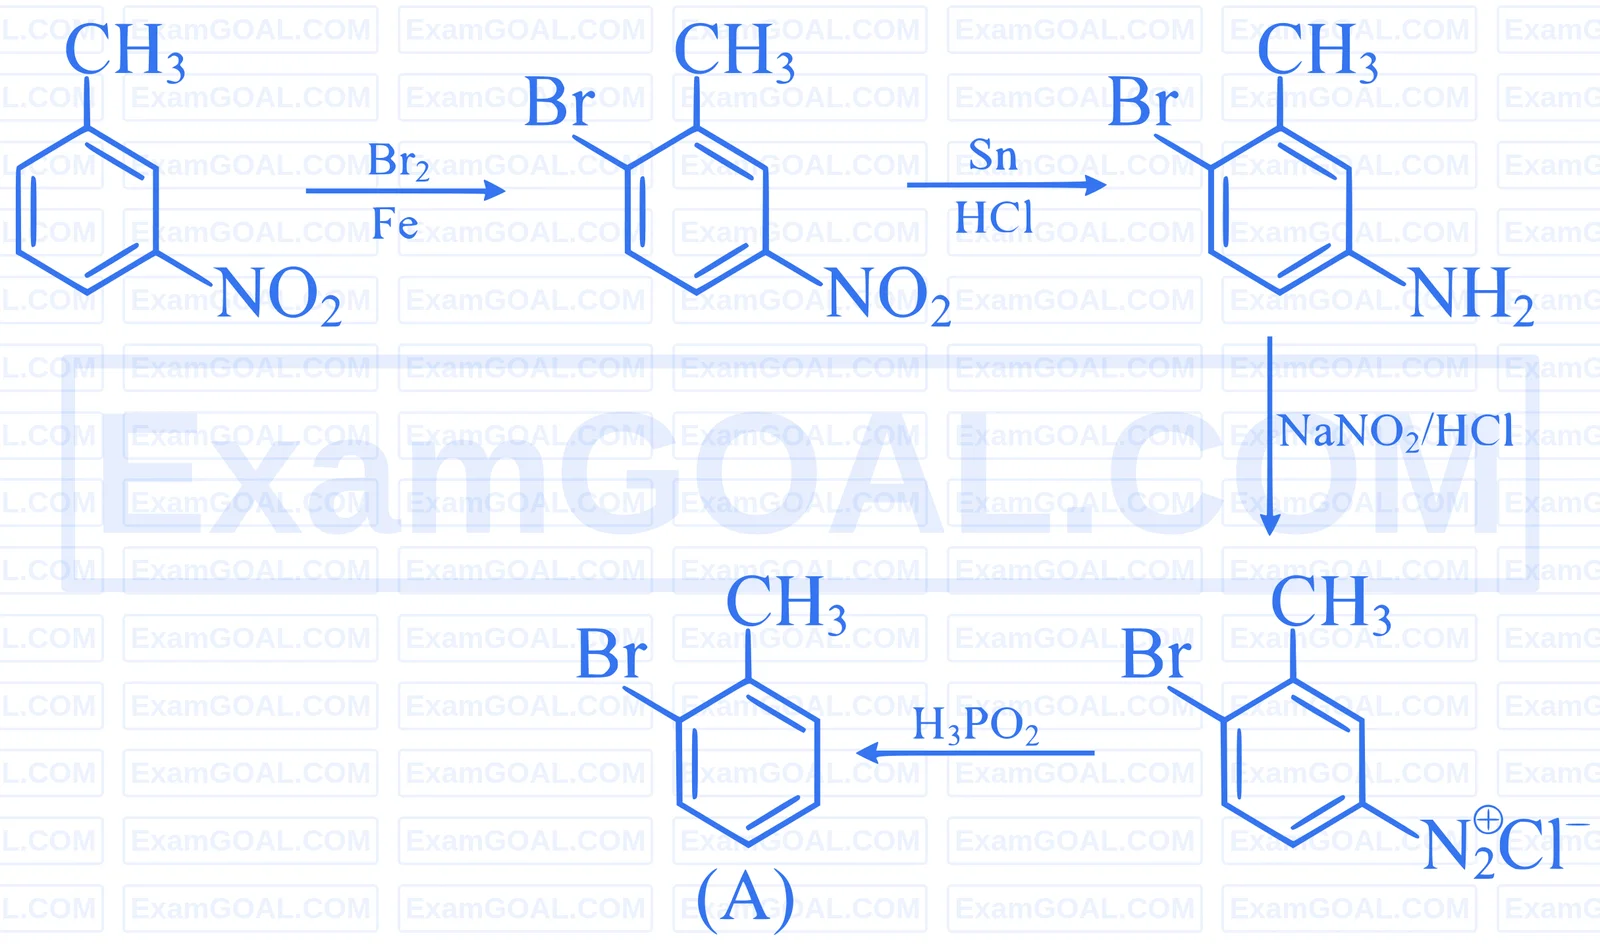 CH₃
NO₂
Br₂
Fe
CH₃
Br
NO₂
Sn
HCl
CH₃
Br
NH₂
NaNO₂/HCl
CH₃
Br
N₂⊕Cl⁻
H₃PO₂
CH₃
Br
(A)
ExamGOAL.COM